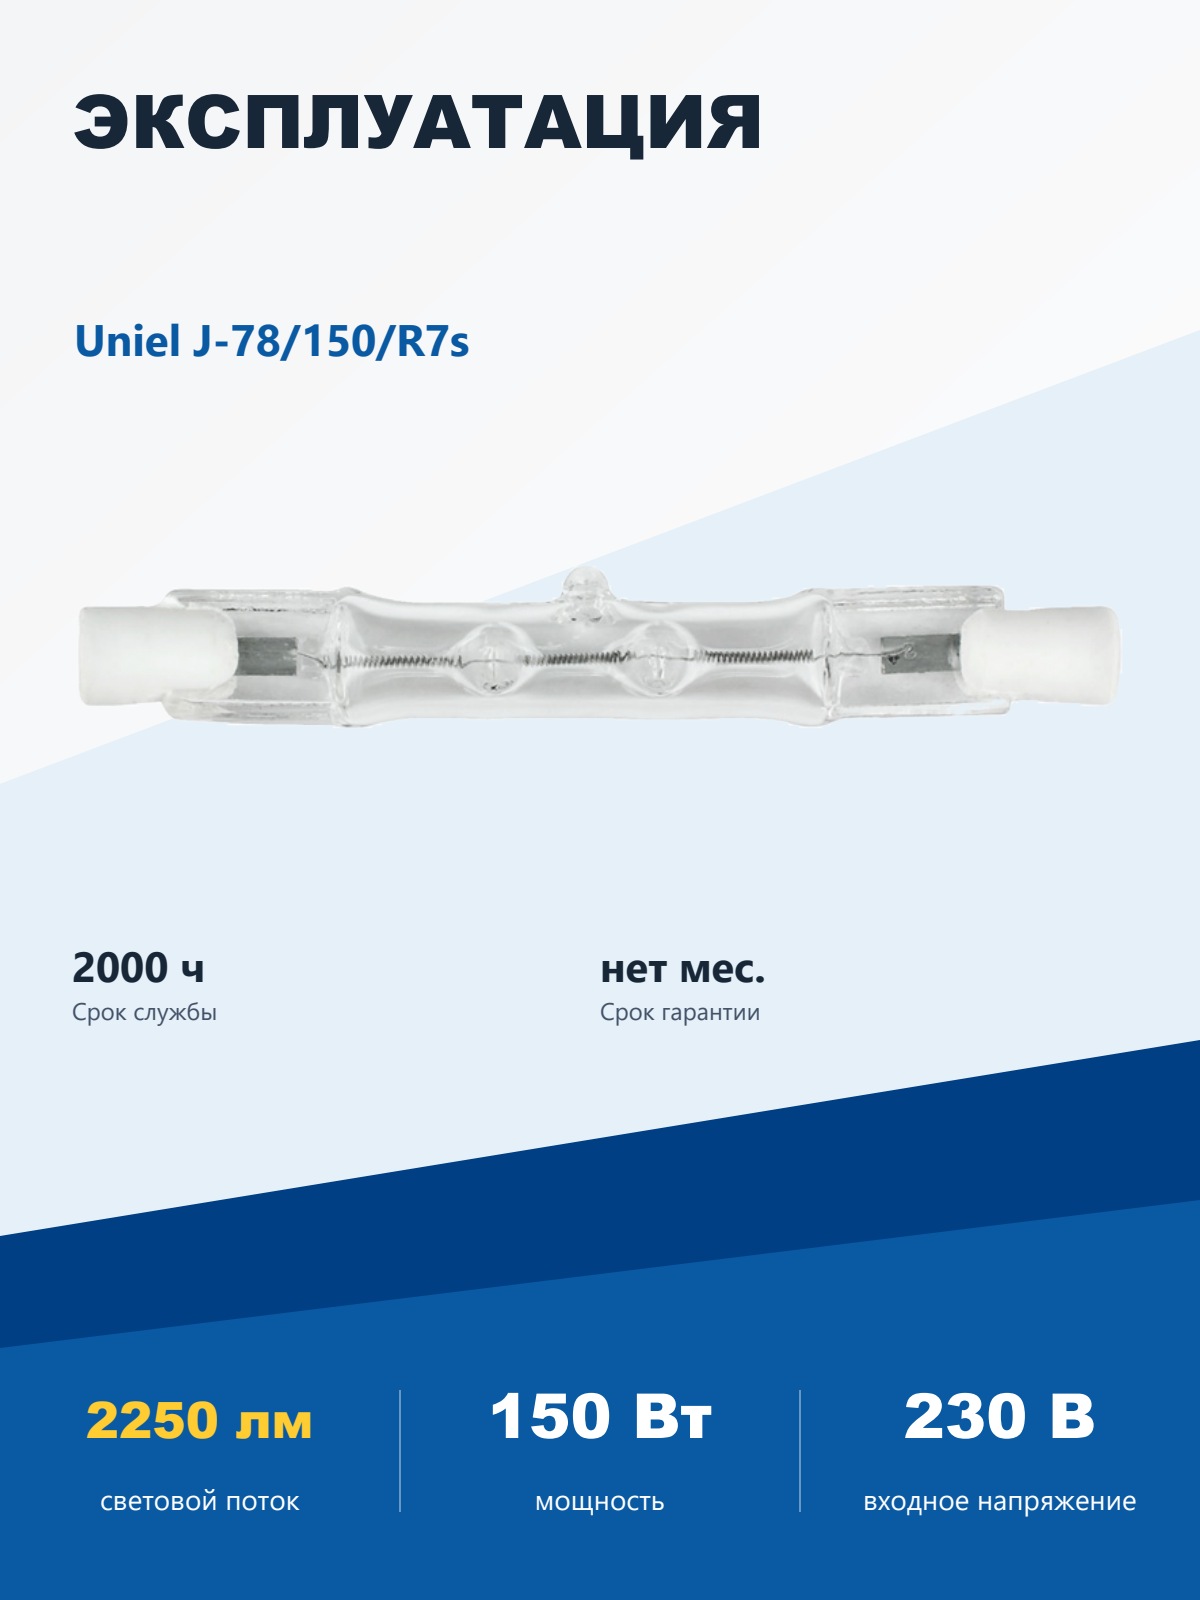 ЭКСПЛУАТАЦИЯ
Uniel J-78/150/R7s
2000 ч
Срок службы
нет мес.
Срок гарантии
2250 лм
световой поток
150 Вт
мощность
230 В
входное напряжение